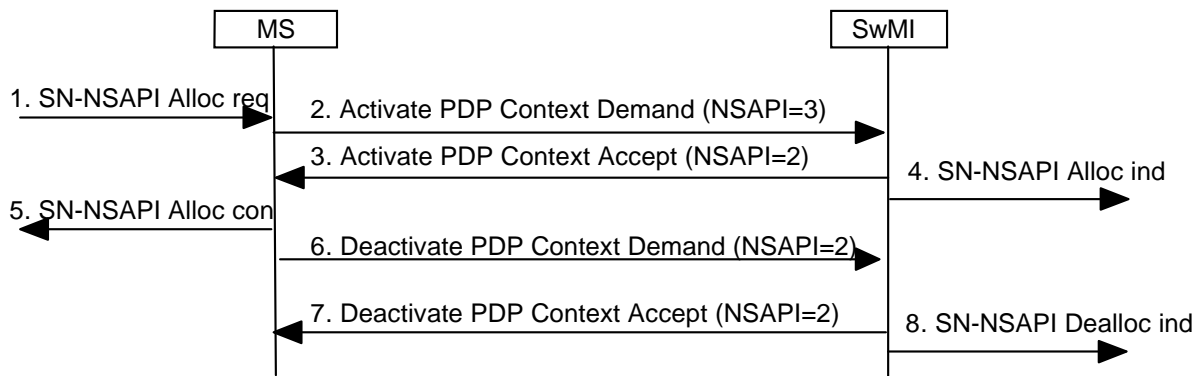 MS
SwMI
1. SN-NSAPI Alloc req
2. Activate PDP Context Demand (NSAPI=3)
3. Activate PDP Context Accept (NSAPI=2)
4. SN-NSAPI Alloc ind
5. SN-NSAPI Alloc con
6. Deactivate PDP Context Demand (NSAPI=2)
7. Deactivate PDP Context Accept (NSAPI=2)
8. SN-NSAPI Dealloc ind